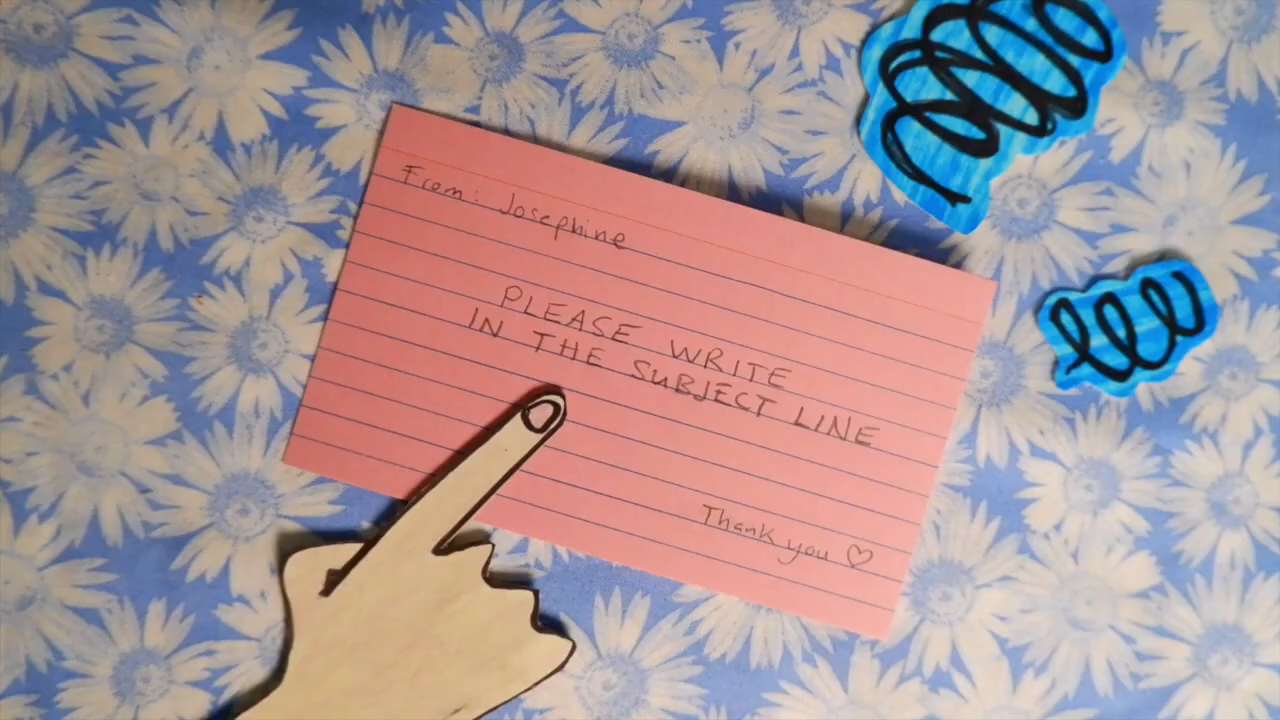 From: Josephine
PLEASE WRITE
IN THE SUBJECT LINE
Thank you ♡